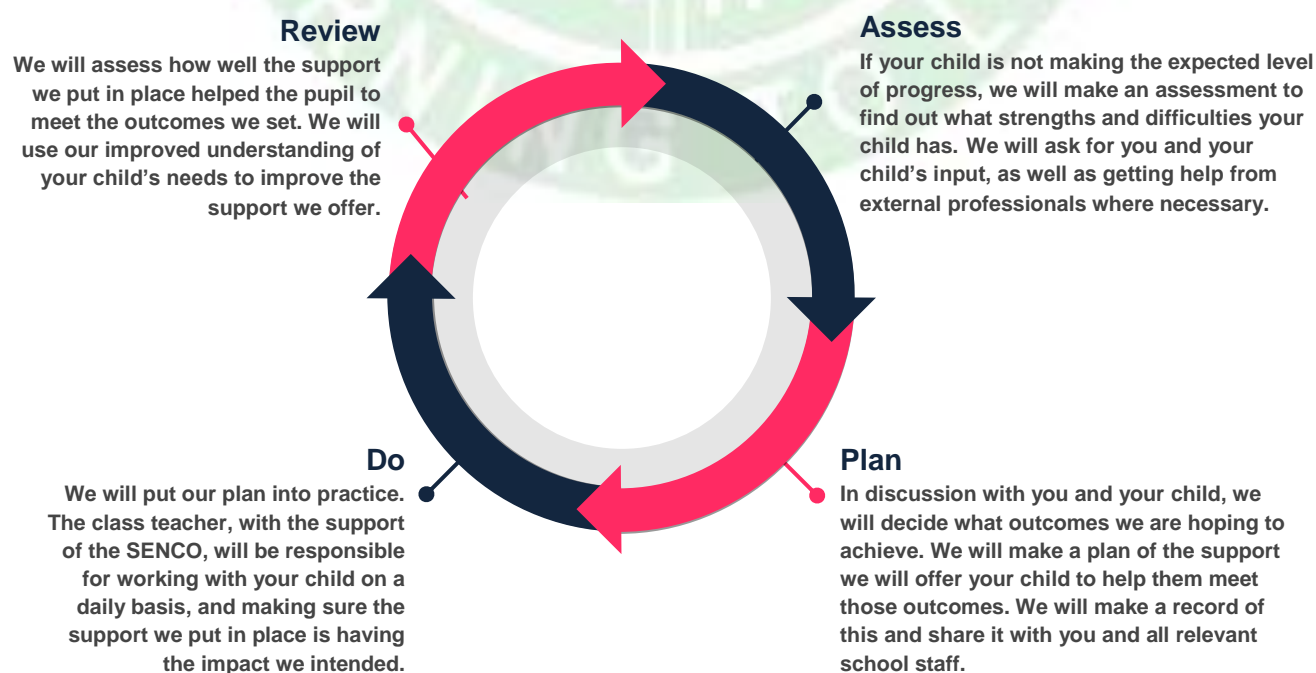 Review
We will assess how well the support
we put in place helped the pupil to
meet the outcomes we set. We will
use our improved understanding of
your child’s needs to improve the
support we offer.
Assess
If your child is not making the expected level
of progress, we will make an assessment to
find out what strengths and difficulties your
child has. We will ask for you and your
child’s input, as well as getting help from
external professionals where necessary.
Do
We will put our plan into practice.
The class teacher, with the support
of the SENCO, will be responsible
for working with your child on a
daily basis, and making sure the
support we put in place is having
the impact we intended.
Plan
In discussion with you and your child, we
will decide what outcomes we are hoping to
achieve. We will make a plan of the support
we will offer your child to help them meet
those outcomes. We will make a record of
this and share it with you and all relevant
school staff.